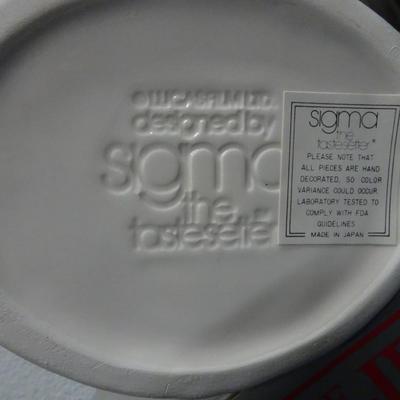 © LUCASFILM LTD.
designed by
sigma
the
tastesetter
sigma
the
tastesetter®
PLEASE NOTE THAT
ALL PIECES ARE HAND
DECORATED, SO COLOR
VARIANCE COULD OCCUR.
LABORATORY TESTED TO
COMPLY WITH FDA
GUIDELINES
MADE IN JAPAN